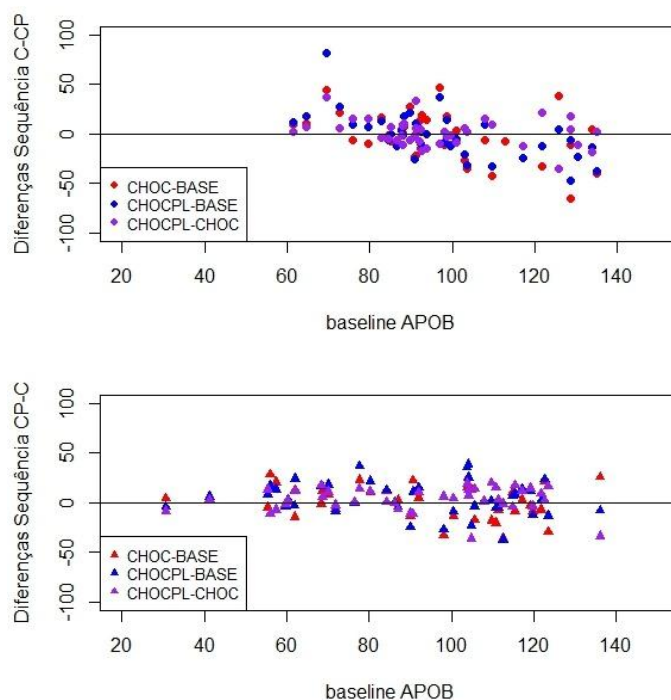 Diferenças Sequência C-CP
100
50
0
-50
-100
CHOC-BASE
CHOCPL-BASE
CHOCPL-CHOC
20 40 60 80 100 120 140
baseline APOB
Diferenças Sequência CP-C
100
50
0
-50
-100
CHOC-BASE
CHOCPL-BASE
CHOCPL-CHOC
20 40 60 80 100 120 140
baseline APOB